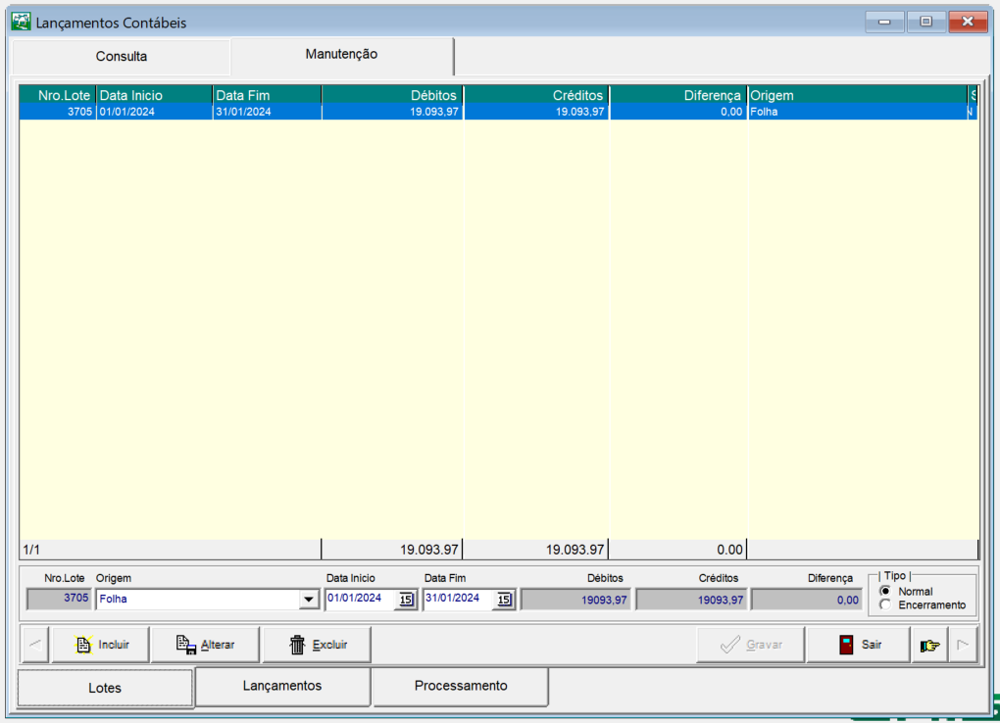 Lançamentos Contábeis
Consulta Manutenção
Nro.Lote Data Inicio Data Fim Débitos Créditos Diferença Origem S
3705 01/01/2024 31/01/2024 19.093,97 19.093,97 0,00 Folha N
1/1 19.093.97 19.093.97 0.00
Nro.Lote Origem Data Inicio Data Fim Débitos Créditos Diferença Tipo
3705 Folha 01/01/2024 15 31/01/2024 15 19093,97 19093,97 0,00 Normal
Encerramento
Incluir Alterar Excluir Gravar Sair
Lotes Lançamentos Processamento